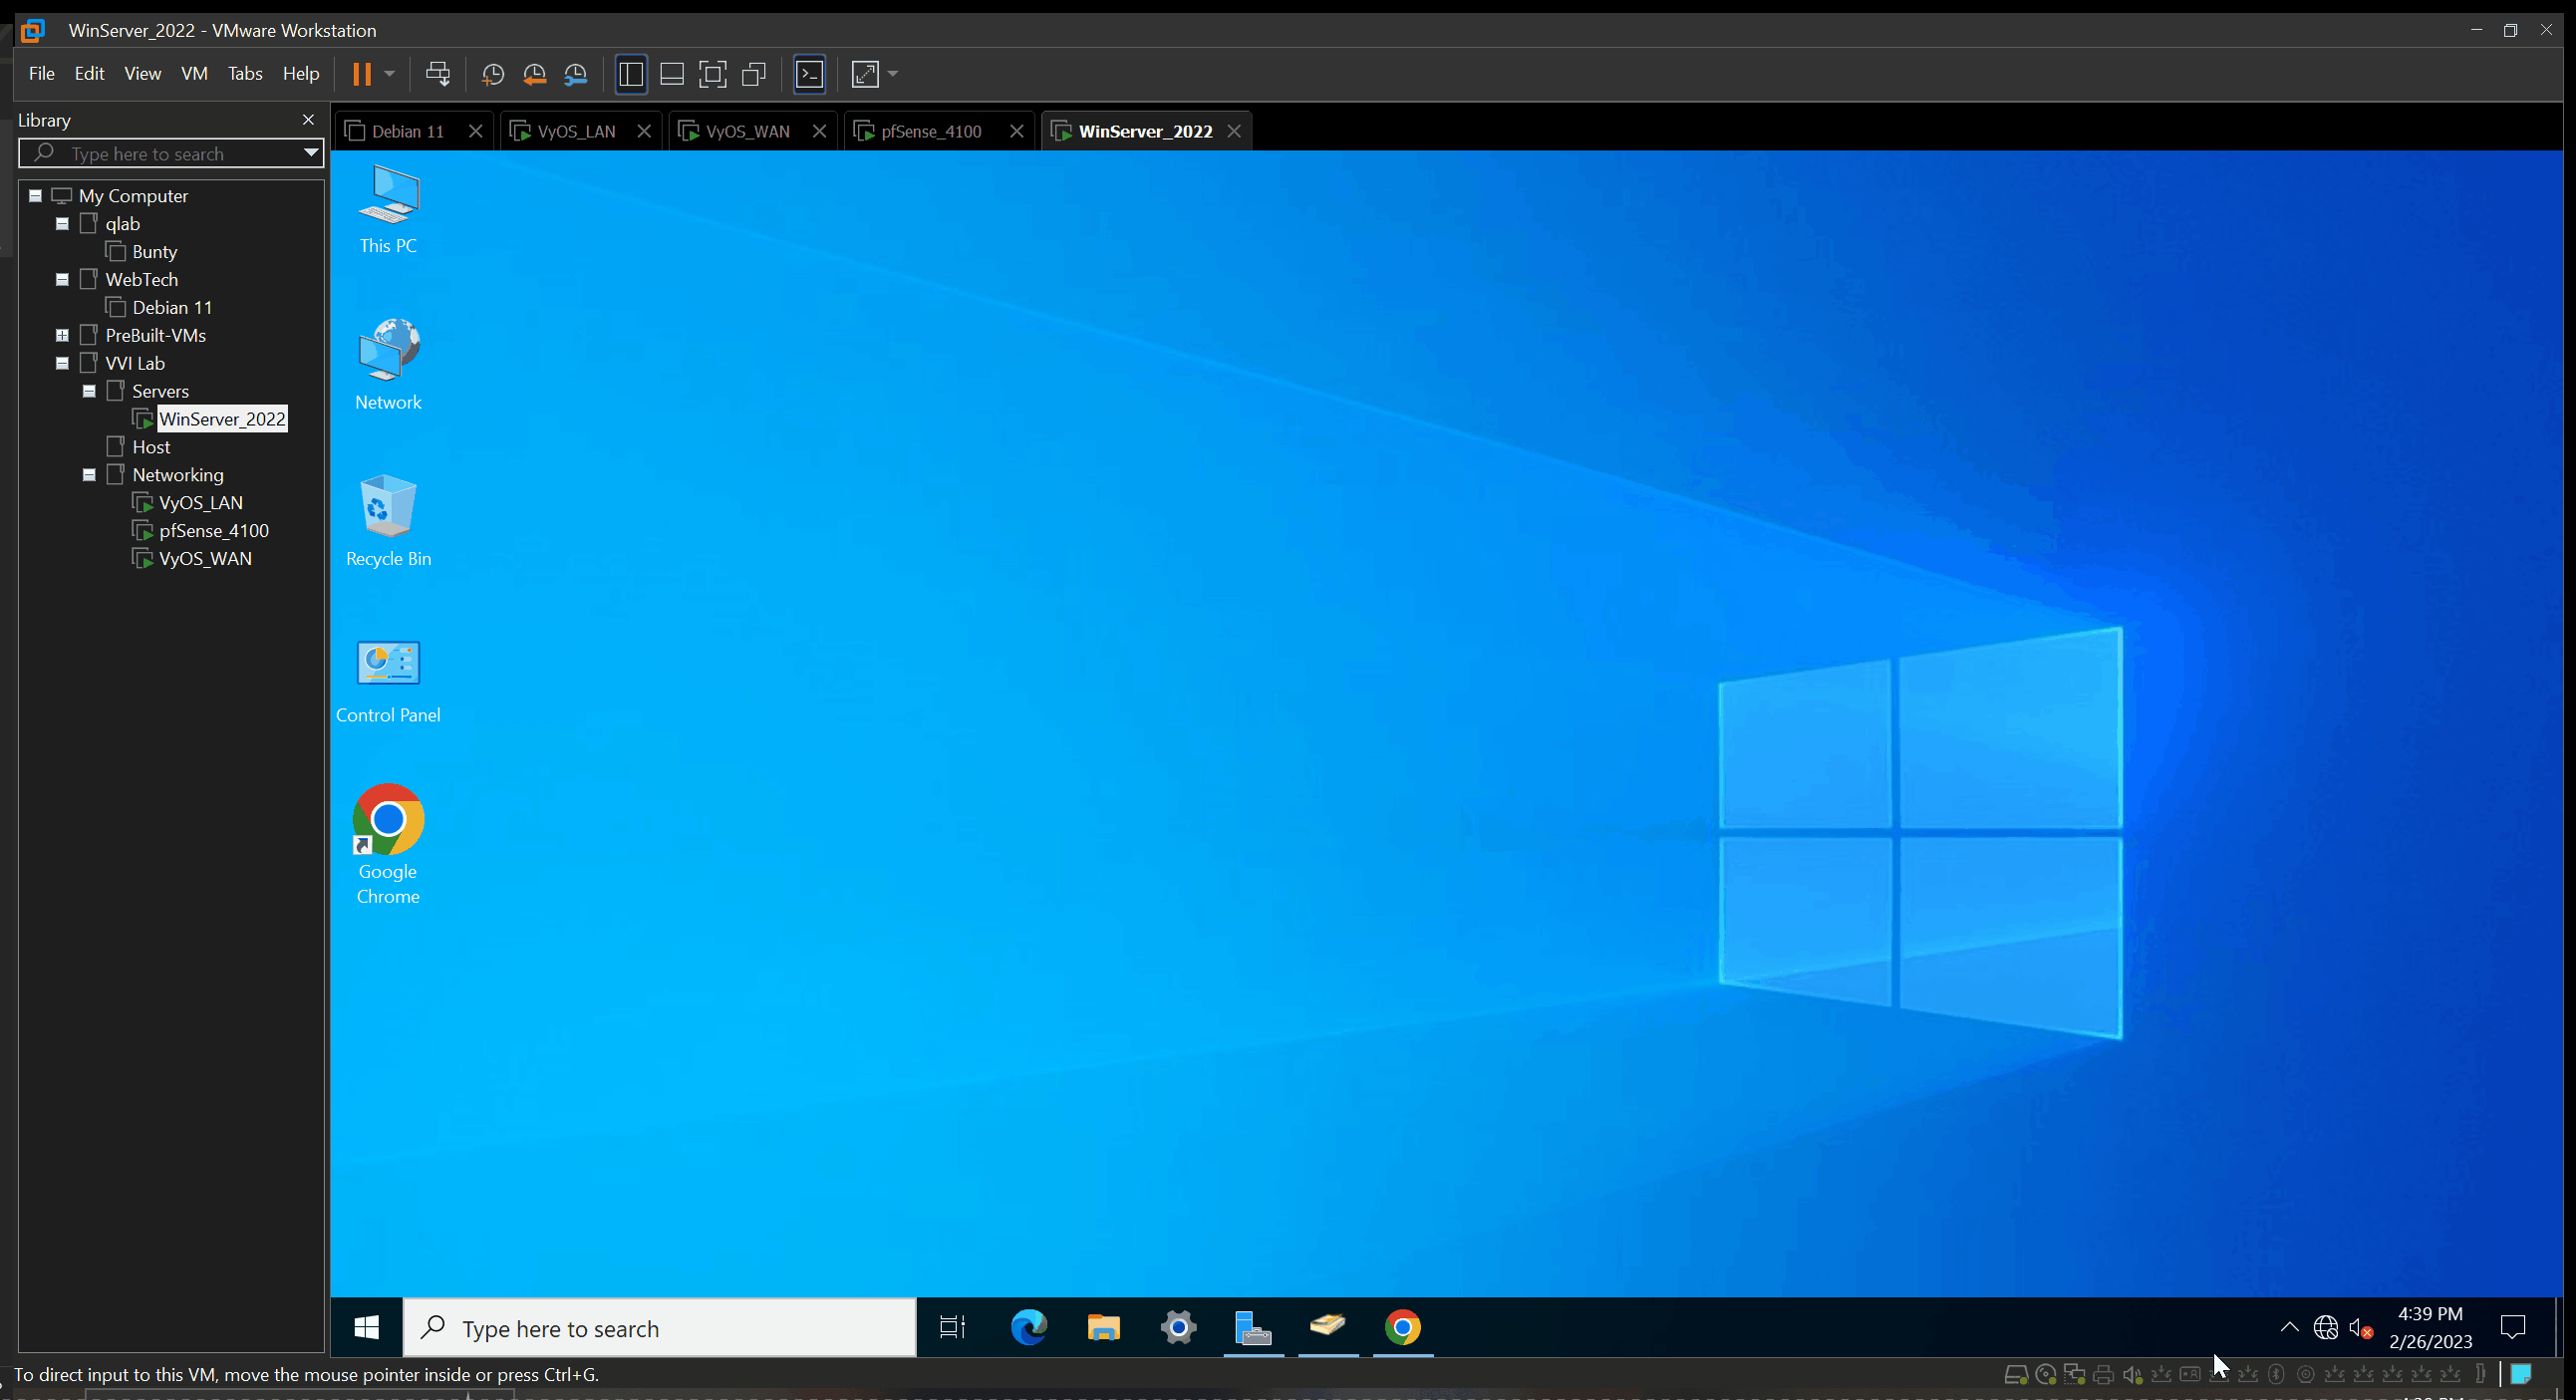 WinServer_2022 - VMware Workstation
File Edit View VM Tabs Help
Library
Type here to search
My Computer
qlab
Bunty
WebTech
Debian 11
PreBuilt-VMs
VVI Lab
Servers
WinServer_2022
Host
Networking
VyOS_LAN
pfSense_4100
VyOS_WAN
Debian 11 VyOS_LAN VyOS_WAN pfSense_4100 WinServer_2022
This PC
Network
Recycle Bin
Control Panel
Google
Chrome
Type here to search
4:39 PM
2/26/2023
To direct input to this VM, move the mouse pointer inside or press Ctrl+G.